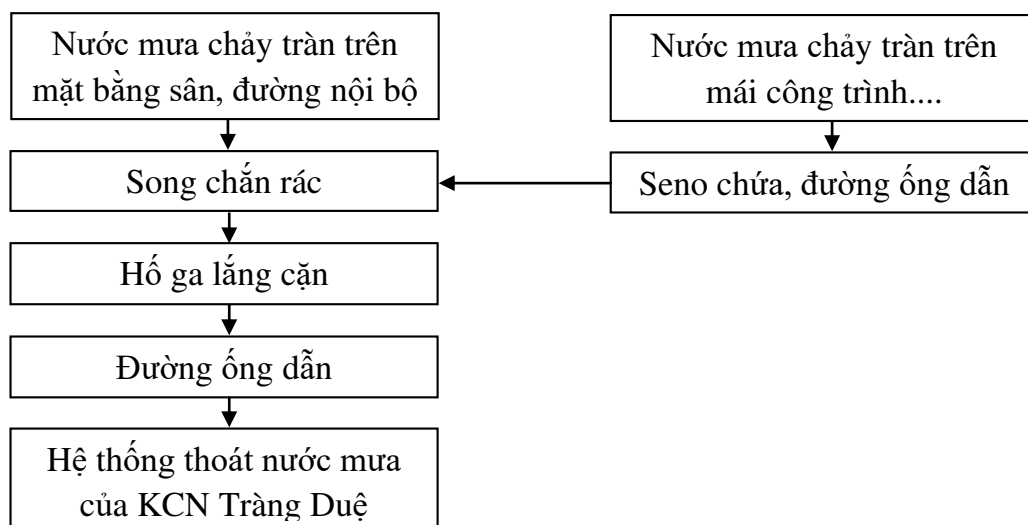 Nước mưa chảy tràn trên
mặt bằng sân, đường nội bộ
Nước mưa chảy tràn trên
mái công trình....
Song chắn rác
Seno chứa, đường ống dẫn
Hố ga lắng cặn
Đường ống dẫn
Hệ thống thoát nước mưa
của KCN Tràng Duệ